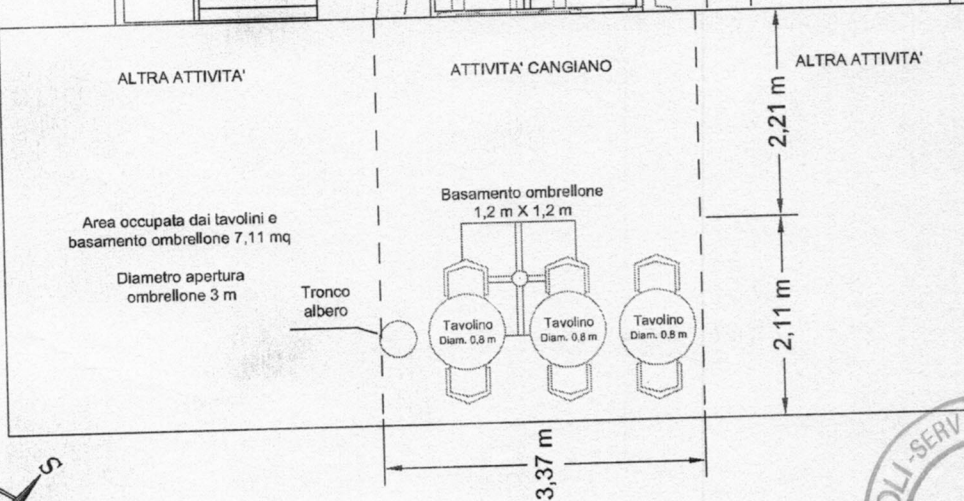 ALTRA ATTIVITA'
ATTIVITA' CANGIANO
ALTRA ATTIVITA'
2,21 m
Basamento ombrellone
1,2 m X 1,2 m
Area occupata dai tavolini e
basamento ombrellone 7,11 mq
Diametro apertura
ombrellone 3 m
Tronco
albero
Tavolino
Diam. 0,8 m
Tavolino
Diam. 0,8 m
Tavolino
Diam. 0,8 m
2,11 m
3,37 m
S
OLI - SERV